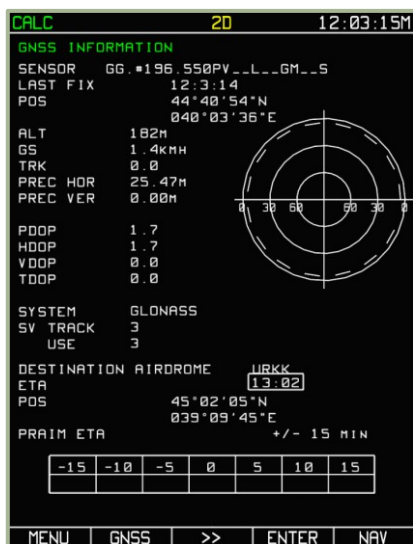 CALC 2D 12:03:15M
GNSS INFORMATION
SENSOR GG.*196.550PV__L__GM__S
LAST FIX 12:3:14
POS 44°40'54"N
040°03'36"E
ALT 182M
GS 1.4KMH
TRK 0.0
PREC HOR 25.47M
PREC VER 0.00M
0 30 60 60 30 0
PDOP 1.7
HDOP 1.7
VDOP 0.0
TDOP 0.0
SYSTEM GLONASS
SV TRACK 3
USE 3
DESTINATION AIRDROME URKK
ETA 13:02
POS 45°02'05"N
039°09'45"E
PRAIM ETA +/- 15 MIN
-15 -10 -5 0 5 10 15
MENU GNSS >> ENTER NAV